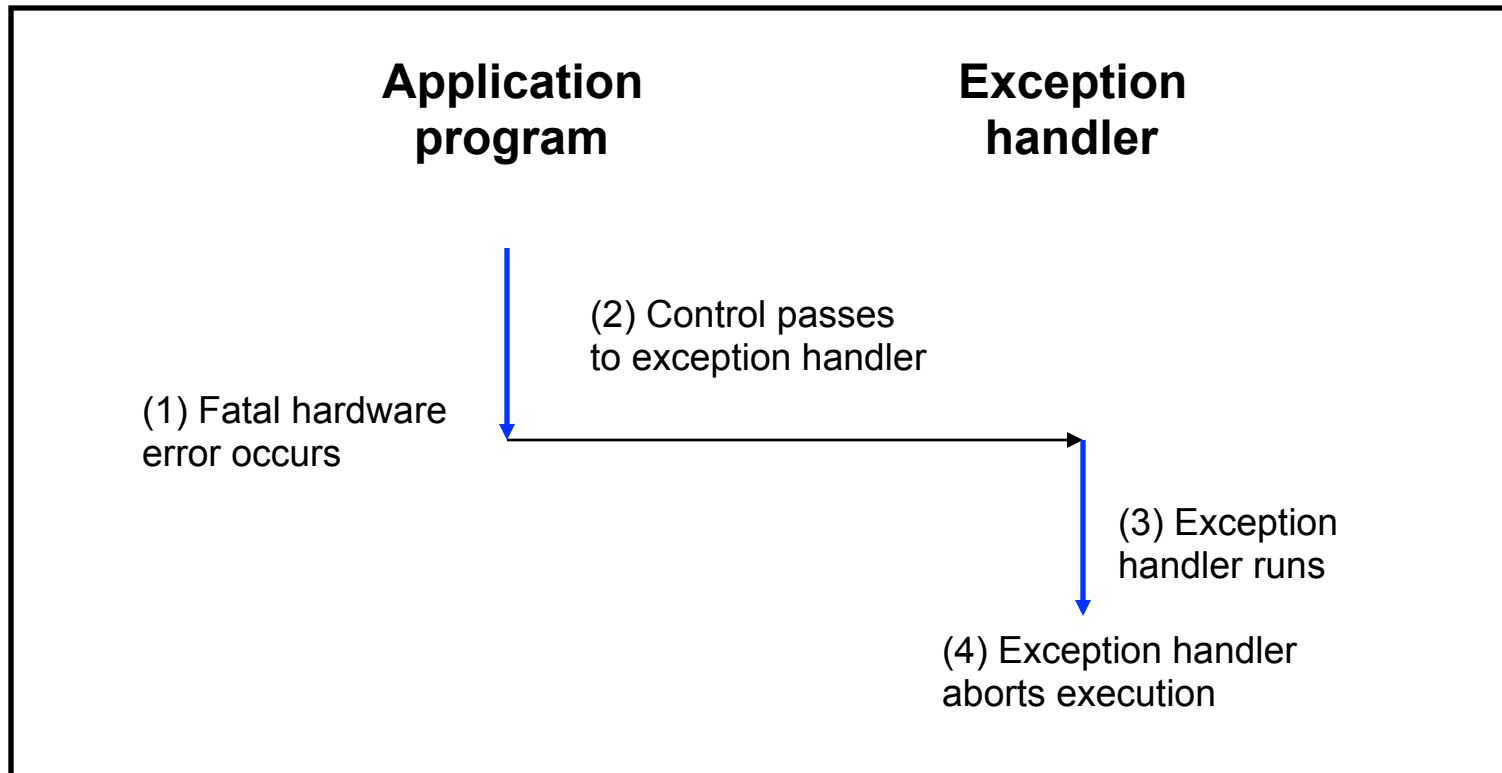 Application
program
Exception
handler
(2) Control passes
to exception handler
(1) Fatal hardware
error occurs
(3) Exception
handler runs
(4) Exception handler
aborts execution